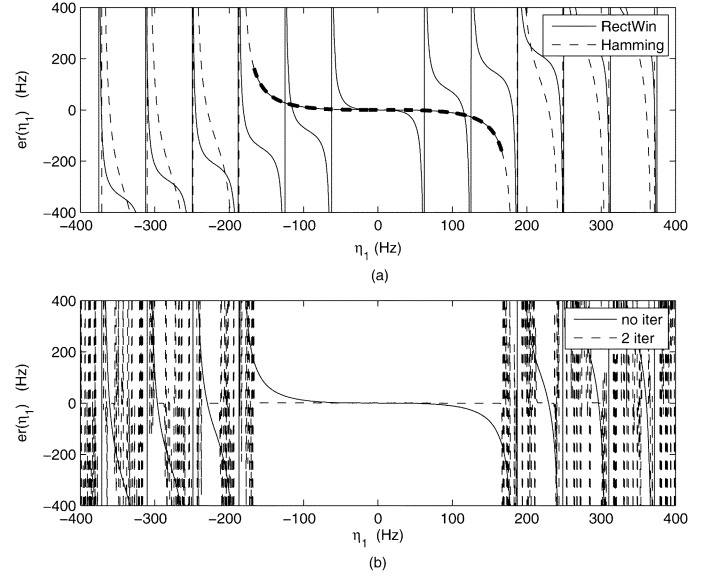 400
200
0
−200
−400
er(η1) (Hz)
RectWin
Hamming
−400 −300 −200 −100 0 100 200 300 400
η1 (Hz)
(a)
400
200
0
−200
−400
er(η1) (Hz)
no iter
2 iter
−400 −300 −200 −100 0 100 200 300 400
η1 (Hz)
(b)